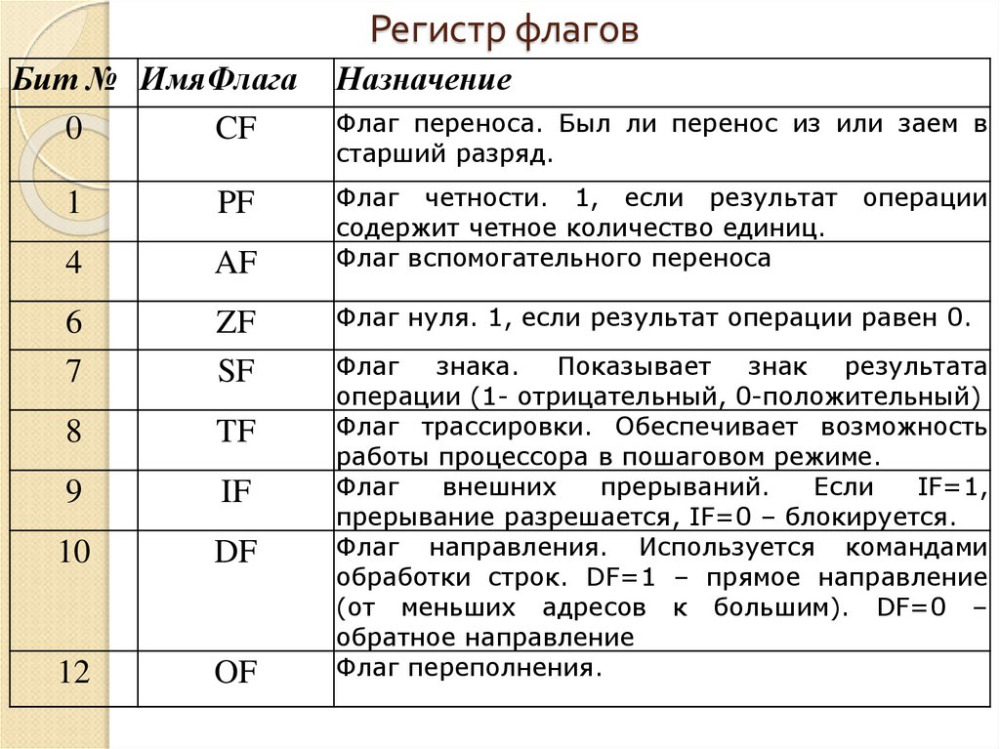 Регистр флагов
Бит № ИмяФлага Назначение
0 CF Флаг переноса. Был ли перенос из или заем в
старший разряд.
1 PF Флаг четности. 1, если результат операции
содержит четное количество единиц.
4 AF Флаг вспомогательного переноса
6 ZF Флаг нуля. 1, если результат операции равен 0.
7 SF Флаг знака. Показывает знак результата
операции (1- отрицательный, 0-положительный)
8 TF Флаг трассировки. Обеспечивает возможность
работы процессора в пошаговом режиме.
9 IF Флаг внешних прерываний. Если IF=1,
прерывание разрешается, IF=0 – блокируется.
10 DF Флаг направления. Используется командами
обработки строк. DF=1 – прямое направление
(от меньших адресов к большим). DF=0 –
обратное направление
12 OF Флаг переполнения.